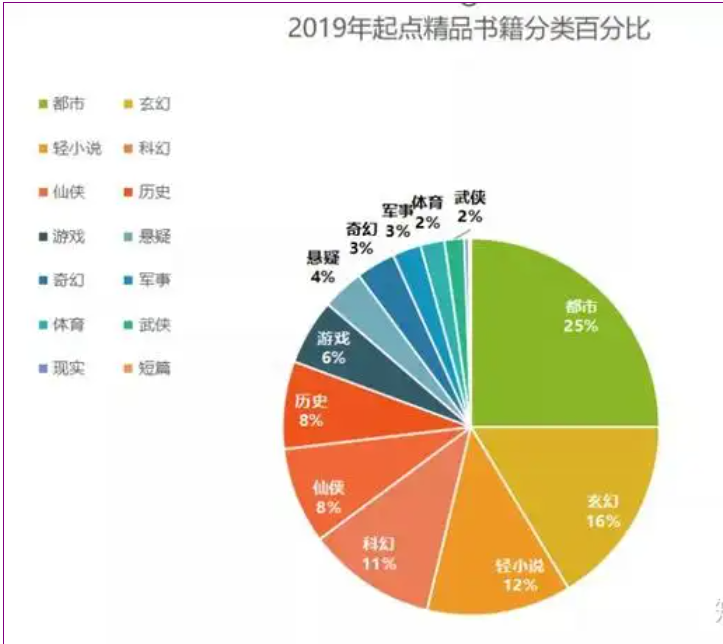 2019年起点精品书籍分类百分比
都市 玄幻
轻小说 科幻
仙侠 历史
游戏 悬疑
奇幻 军事
体育 武侠
现实 短篇
武侠
2%
体育
2%
军事
3%
奇幻
3%
悬疑
4%
游戏
6%
历史
8%
仙侠
8%
科幻
11%
轻小说
12%
玄幻
16%
都市
25%